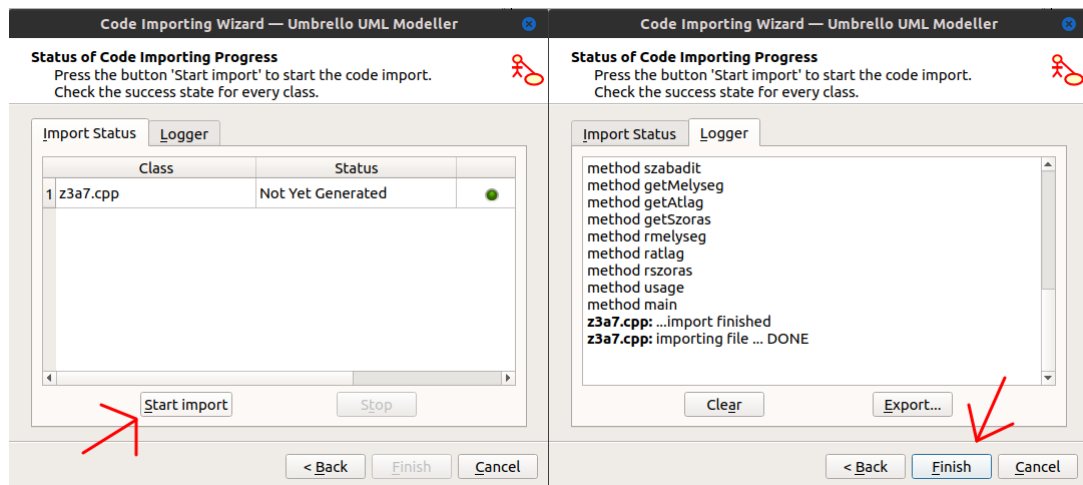 Code Importing Wizard — Umbrello UML Modeller
Status of Code Importing Progress
Press the button 'Start import' to start the code import.
Check the success state for every class.
Import Status
Logger
Class
Status
1 z3a7.cpp
Not Yet Generated
Start import
Stop
< Back
Finish
Cancel
Code Importing Wizard — Umbrello UML Modeller
Status of Code Importing Progress
Press the button 'Start import' to start the code import.
Check the success state for every class.
Import Status
Logger
method szabadit
method getMelyseg
method getAtlag
method getSzoras
method rmelyseg
method ratlag
method rszoras
method usage
method main
z3a7.cpp: ...import finished
z3a7.cpp: importing file ... DONE
Clear
Export...
< Back
Finish
Cancel